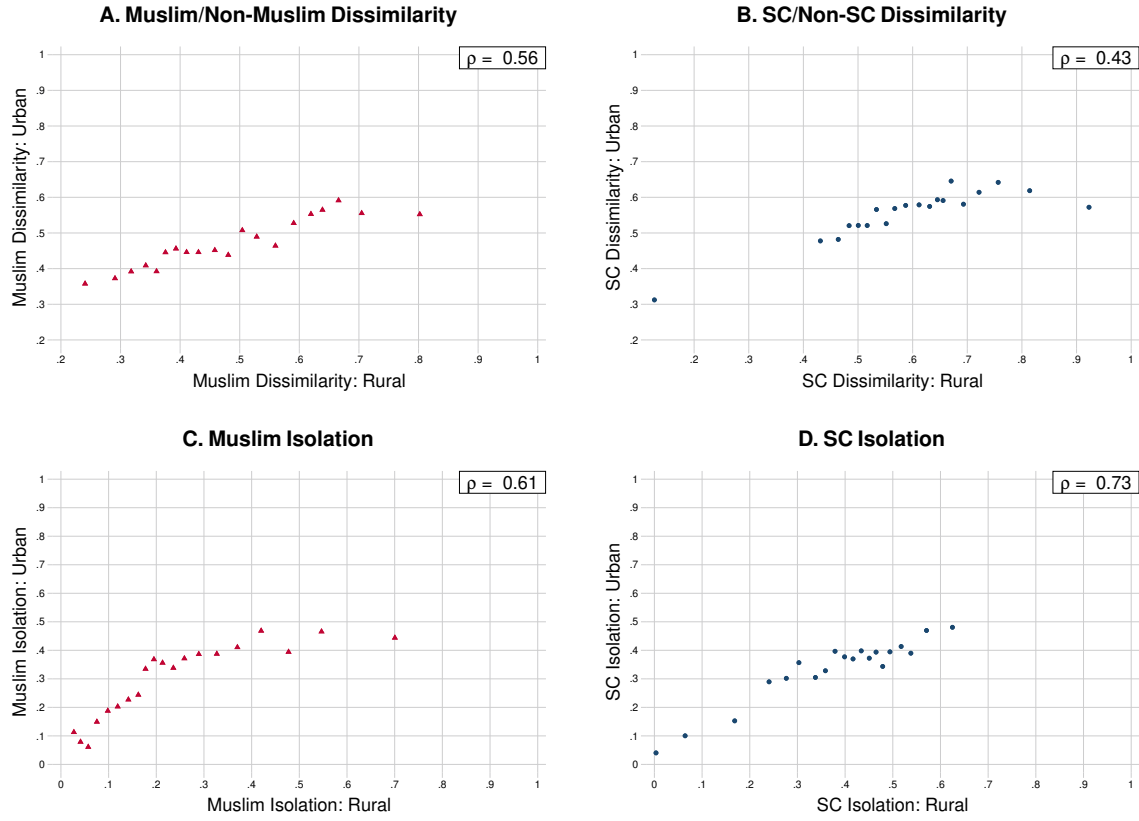 A. Muslim/Non-Muslim Dissimilarity
ρ = 0.56
Muslim Dissimilarity: Urban
1
.9
.8
.7
.6
.5
.4
.3
.2
.2 .3 .4 .5 .6 .7 .8 .9 1
Muslim Dissimilarity: Rural
B. SC/Non-SC Dissimilarity
ρ = 0.43
SC Dissimilarity: Urban
1
.9
.8
.7
.6
.5
.4
.3
.2
.2 .3 .4 .5 .6 .7 .8 .9 1
SC Dissimilarity: Rural
C. Muslim Isolation
ρ = 0.61
Muslim Isolation: Urban
1
.9
.8
.7
.6
.5
.4
.3
.2
.1
0
0 .1 .2 .3 .4 .5 .6 .7 .8 .9 1
Muslim Isolation: Rural
D. SC Isolation
ρ = 0.73
SC Isolation: Urban
1
.9
.8
.7
.6
.5
.4
.3
.2
.1
0
0 .1 .2 .3 .4 .5 .6 .7 .8 .9 1
SC Isolation: Rural